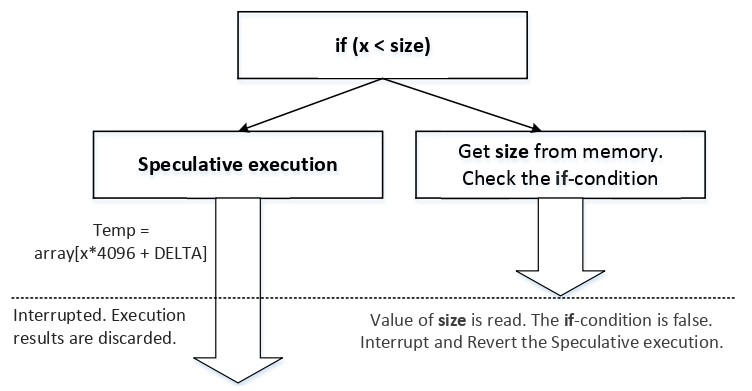 if (x < size)
Speculative execution
Get size from memory.
Check the if-condition
Temp =
array[x*4096 + DELTA]
Interrupted. Execution
results are discarded.
Value of size is read. The if-condition is false.
Interrupt and Revert the Speculative execution.